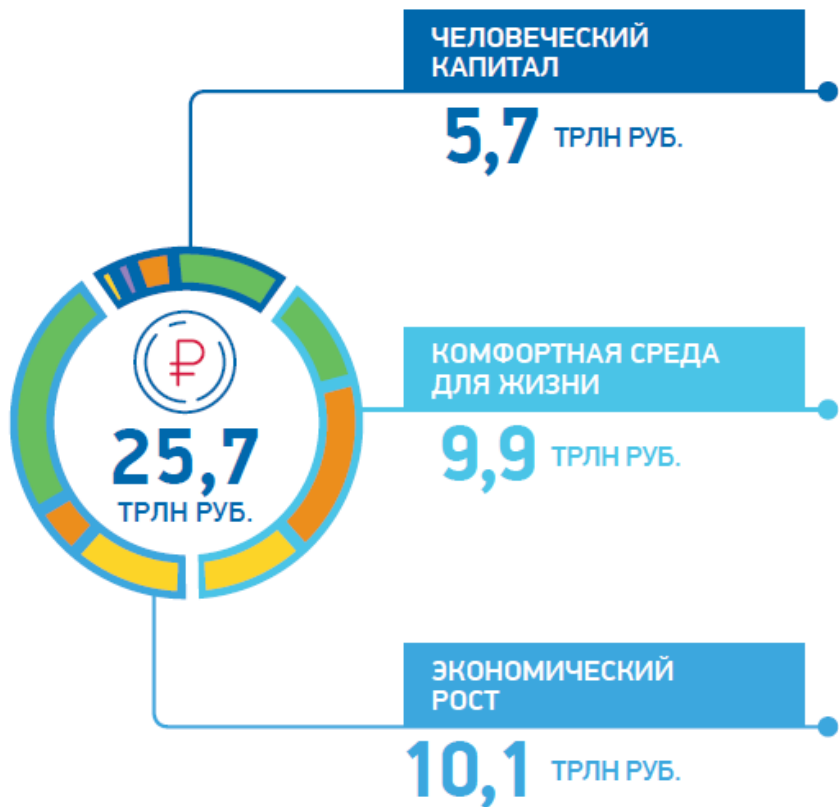 ЧЕЛОВЕЧЕСКИЙ
КАПИТАЛ
5,7 ТРЛН РУБ.
25,7
ТРЛН РУБ.
КОМФОРТНАЯ СРЕДА
ДЛЯ ЖИЗНИ
9,9 ТРЛН РУБ.
ЭКОНОМИЧЕСКИЙ
РОСТ
10,1 ТРЛН РУБ.